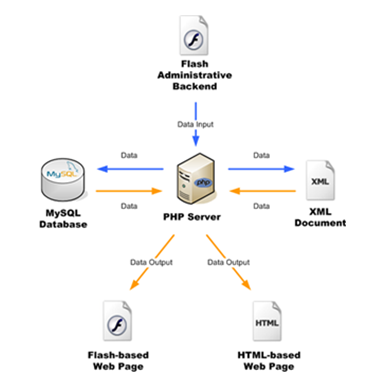 Flash
Administrative
Backend
Data Input
Data
Data
MySQL
php
XML
Data
Data
MySQL
Database
PHP Server
XML
Document
Data Output
Data Output
HTML
Flash-based
Web Page
HTML-based
Web Page